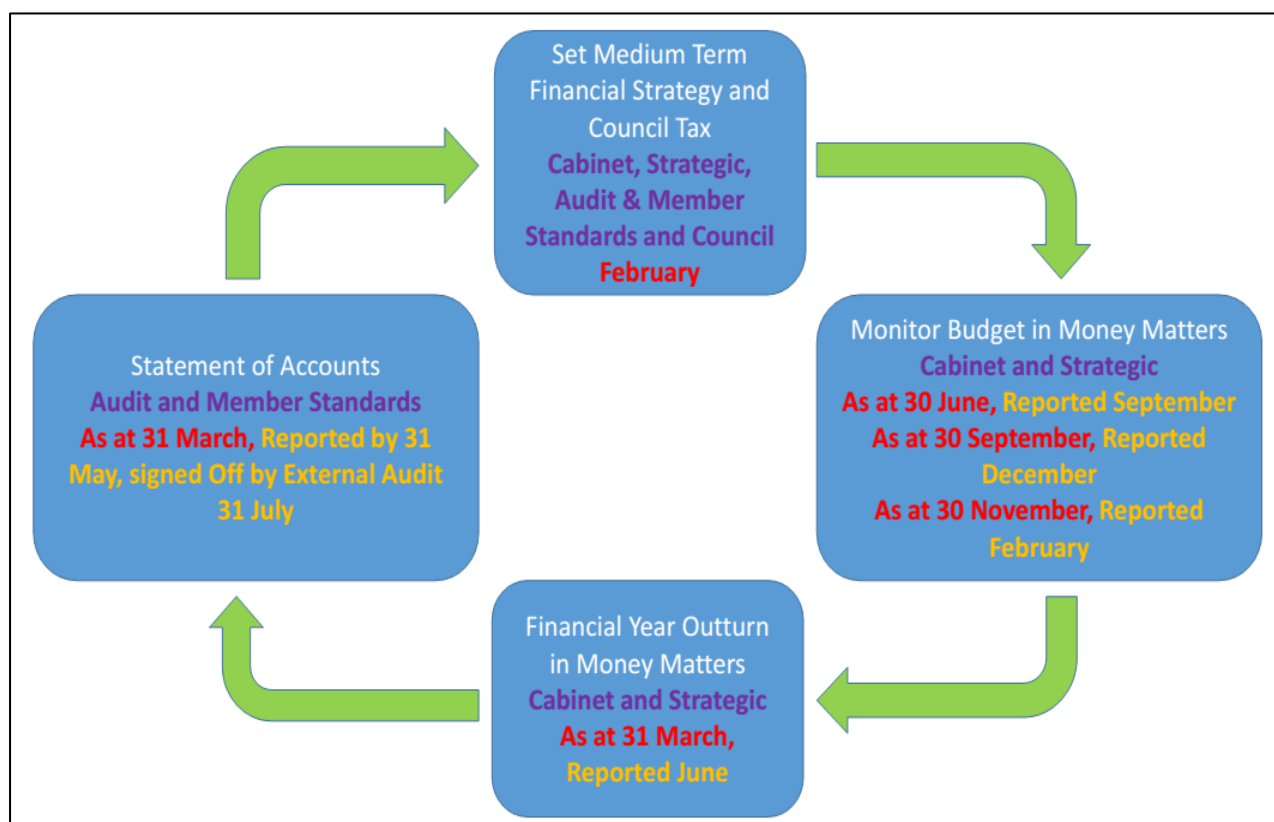 Set Medium Term
Financial Strategy and
Council Tax
Cabinet, Strategic,
Audit & Member
Standards and Council
February
Monitor Budget in Money Matters
Cabinet and Strategic
As at 30 June, Reported September
As at 30 September, Reported
December
As at 30 November, Reported
February
Financial Year Outturn
in Money Matters
Cabinet and Strategic
As at 31 March,
Reported June
Statement of Accounts
Audit and Member Standards
As at 31 March, Reported by 31
May, signed Off by External Audit
31 July